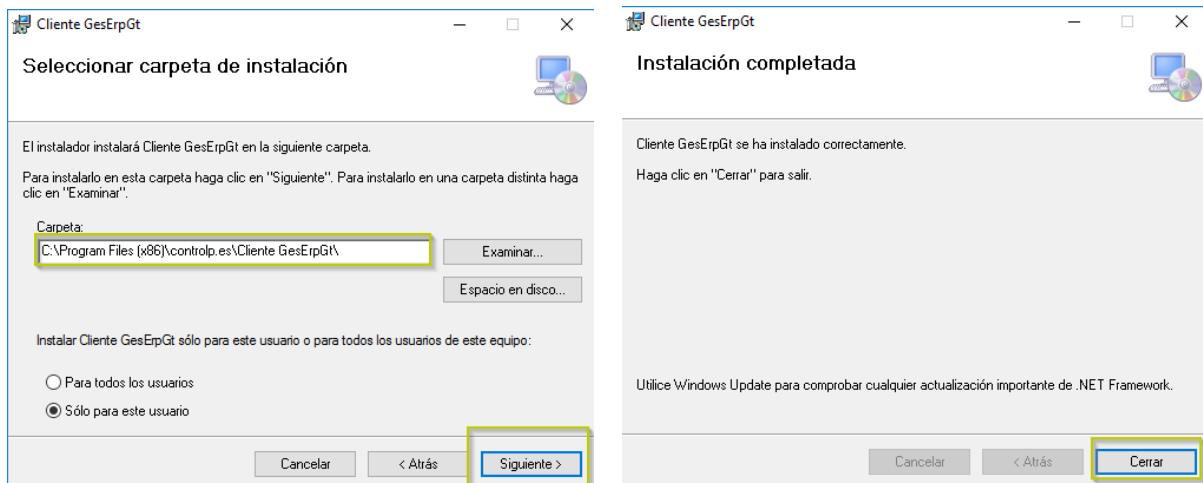 Cliente GesErpGt
Seleccionar carpeta de instalación
El instalador instalará Cliente GesErpGt en la siguiente carpeta.
Para instalarlo en esta carpeta haga clic en "Siguiente". Para instalarlo en una carpeta distinta haga
clic en "Examinar".
Carpeta:
C:\Program Files (x86)\controlp.es\Cliente GesErpGt\
Examinar...
Espacio en disco...
Instalar Cliente GesErpGt sólo para este usuario o para todos los usuarios de este equipo:
Para todos los usuarios
Sólo para este usuario
Cancelar
< Atrás
Siguiente >
Cliente GesErpGt
Instalación completada
Cliente GesErpGt se ha instalado correctamente.
Haga clic en "Cerrar" para salir.
Utilice Windows Update para comprobar cualquier actualización importante de .NET Framework.
Cancelar
< Atrás
Cerrar